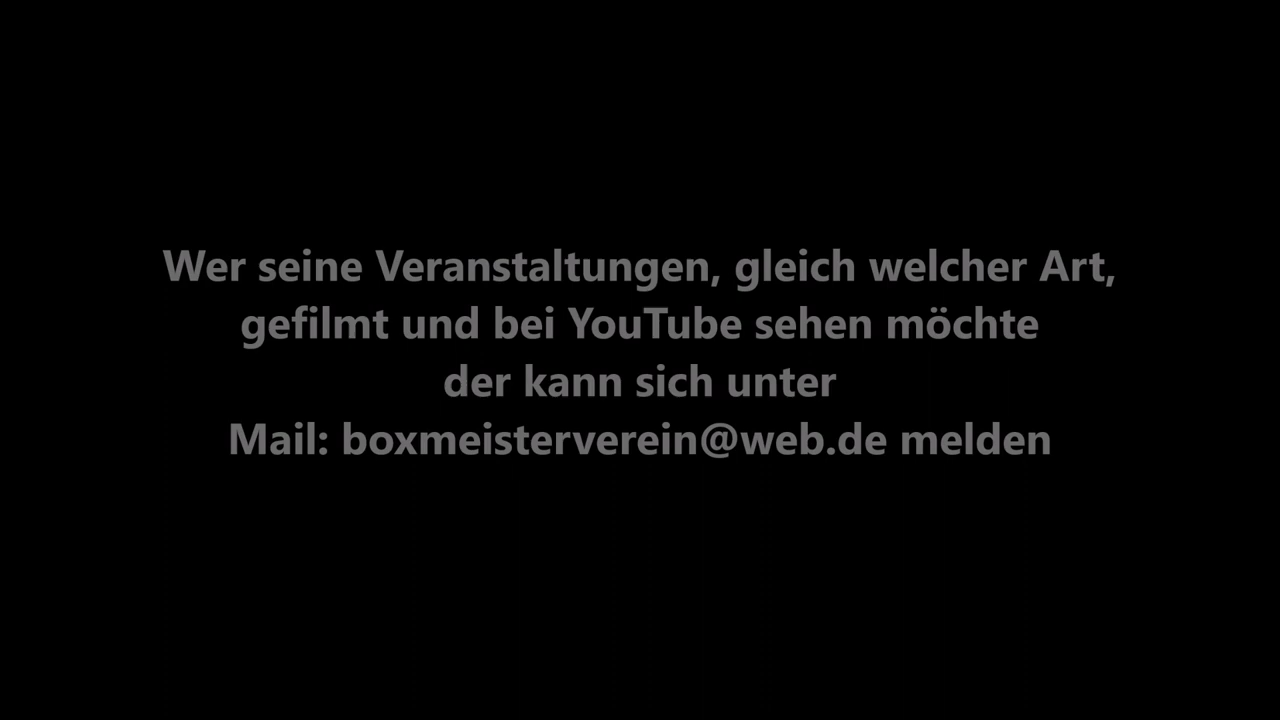 Wer seine Veranstaltungen, gleich welcher Art,
gefilmt und bei YouTube sehen möchte
der kann sich unter
Mail: boxmeisterverein@web.de melden